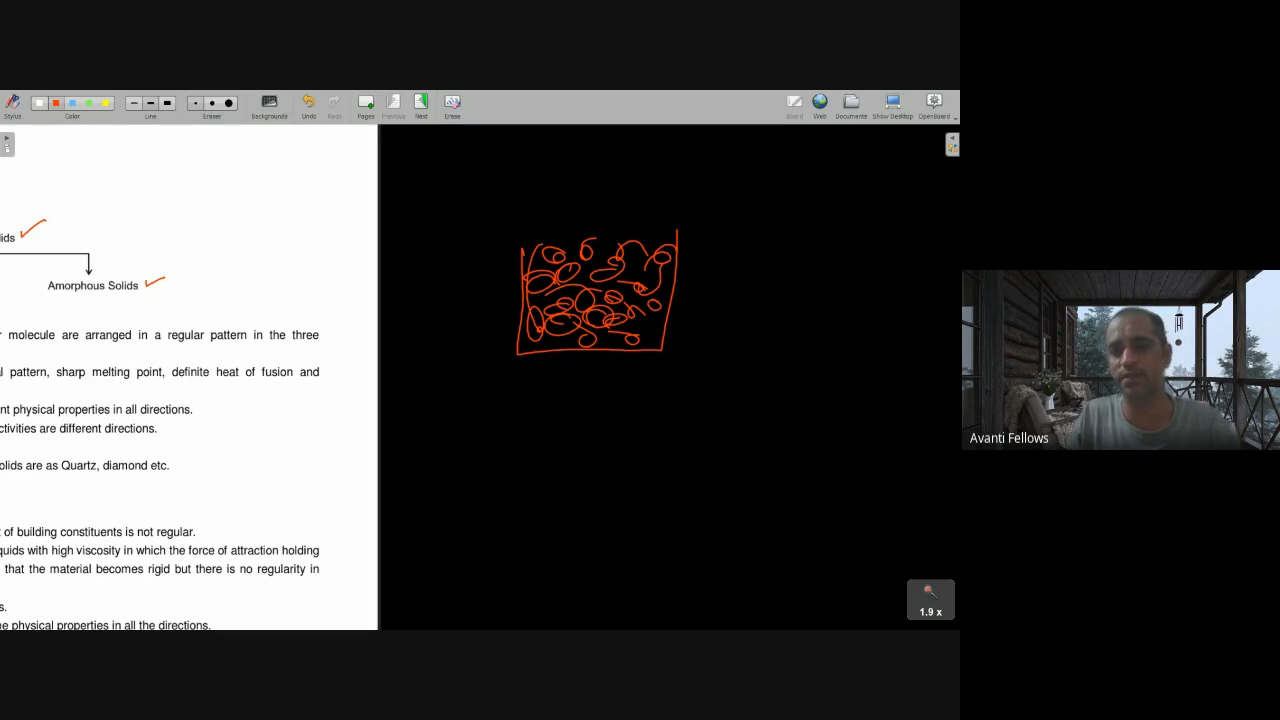 Stylus Color Line Eraser Backgrounds Undo Redo Pages Previous Next Erase Board Web Documents Show Desktop OpenBoard
lids
Amorphous Solids
r molecule are arranged in a regular pattern in the three
l pattern, sharp melting point, definite heat of fusion and
nt physical properties in all directions.
ctivities are different directions.
olids are as Quartz, diamond etc.
t of building constituents is not regular.
quids with high viscosity in which the force of attraction holding
that the material becomes rigid but there is no regularity in
s.
ne physical properties in all the directions.
1.9 x
Avanti Fellows